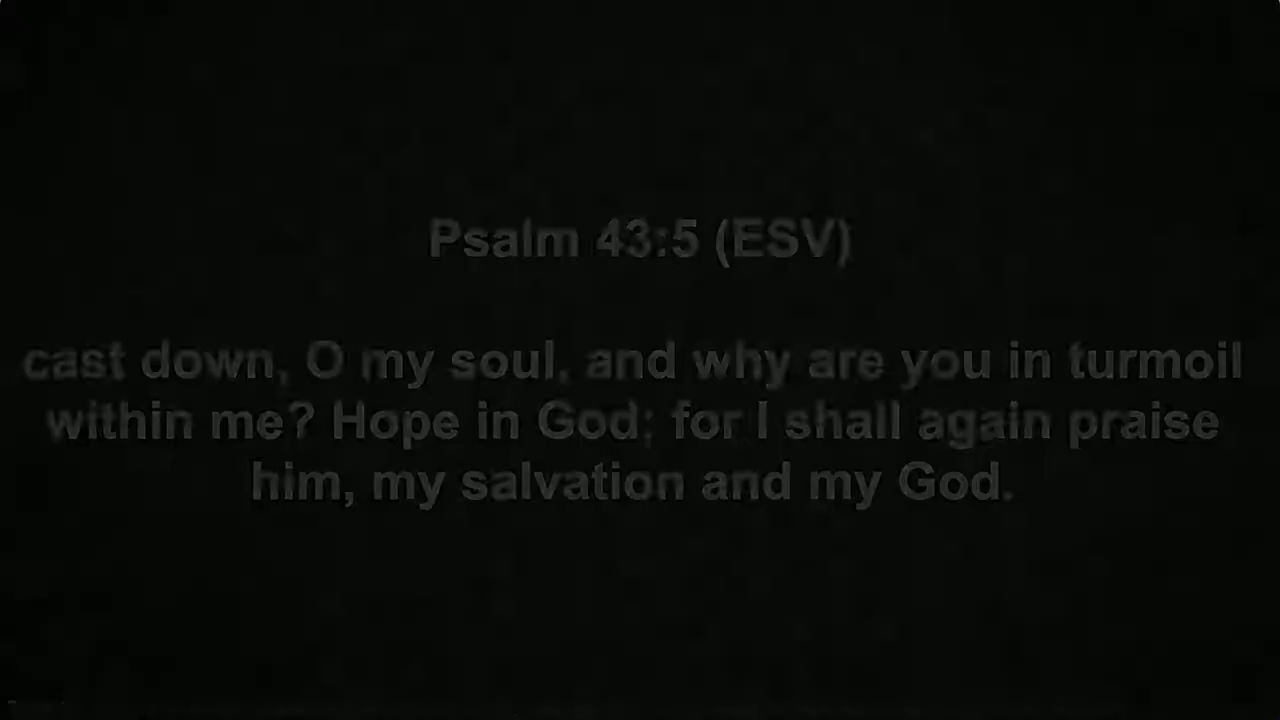 Psalm 43:5 (ESV)
cast down, O my soul, and why are you in turmoil
within me? Hope in God; for I shall again praise
him, my salvation and my God.